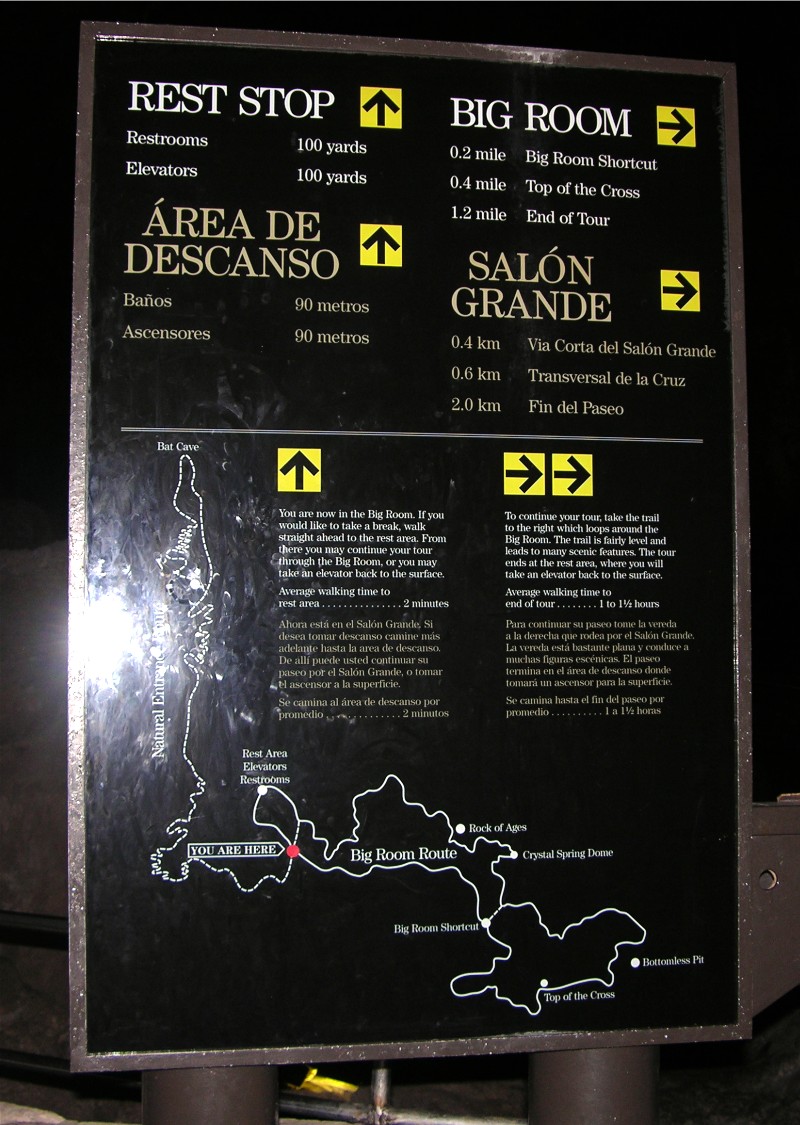 REST STOP
Restrooms 100 yards
Elevators 100 yards
ÁREA DE
DESCANSO
Baños 90 metros
Ascensores 90 metros
BIG ROOM
0.2 mile Big Room Shortcut
0.4 mile Top of the Cross
1.2 mile End of Tour
SALÓN
GRANDE
0.4 km Via Corta del Salón Grande
0.6 km Transversal de la Cruz
2.0 km Fin del Paseo
You are now in the Big Room. If you
would like to take a break, walk
straight ahead to the rest area. From
there you may continue your tour
through the Big Room, or you may
take an elevator back to the surface.
Average walking time to
rest area . . . . . . . . . . . . . . . 2 minutes
Ahora está en el Salón Grande, Si
desea tomar descanso camine más
adelante hasta la area de descanso.
De allí puede usted continuar su
paseo por el Salón Grande, o tomar
el ascensor a la superficie.
Se camina al área de descanso por
promedio . . . . . . . . . . . . . . 2 minutos
To continue your tour, take the trail
to the right which loops around the
Big Room. The trail is fairly level and
leads to many scenic features. The tour
ends at the rest area, where you will
take an elevator back to the surface.
Average walking time to
end of tour . . . . . . . . 1 to 1½ hours
Para continuar su paseo tome la vereda
a la derecha que rodea por el Salón Grande.
La vereda está bastante plana y conduce a
muchas figuras escénicas. El paseo
termina en el área de descanso donde
tomará un ascensor para la superficie.
Se camina hasta el fin del paseo por
promedio . . . . . . . . . . 1 a 1½ horas
Bat Cave
Natural Entrance
Rest Area
Elevators
Restrooms
YOU ARE HERE
Big Room Route
Rock of Ages
Crystal Spring Dome
Big Room Shortcut
Bottomless Pit
Top of the Cross